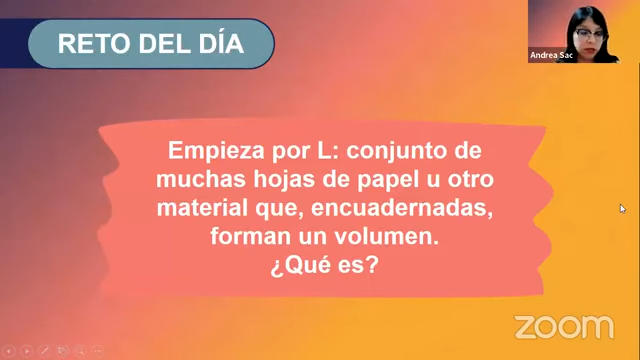 RETO DEL DÍA
Andrea Sac
Empieza por L: conjunto de
muchas hojas de papel u otro
material que, encuadernadas,
forman un volumen.
¿Qué es?
zoom